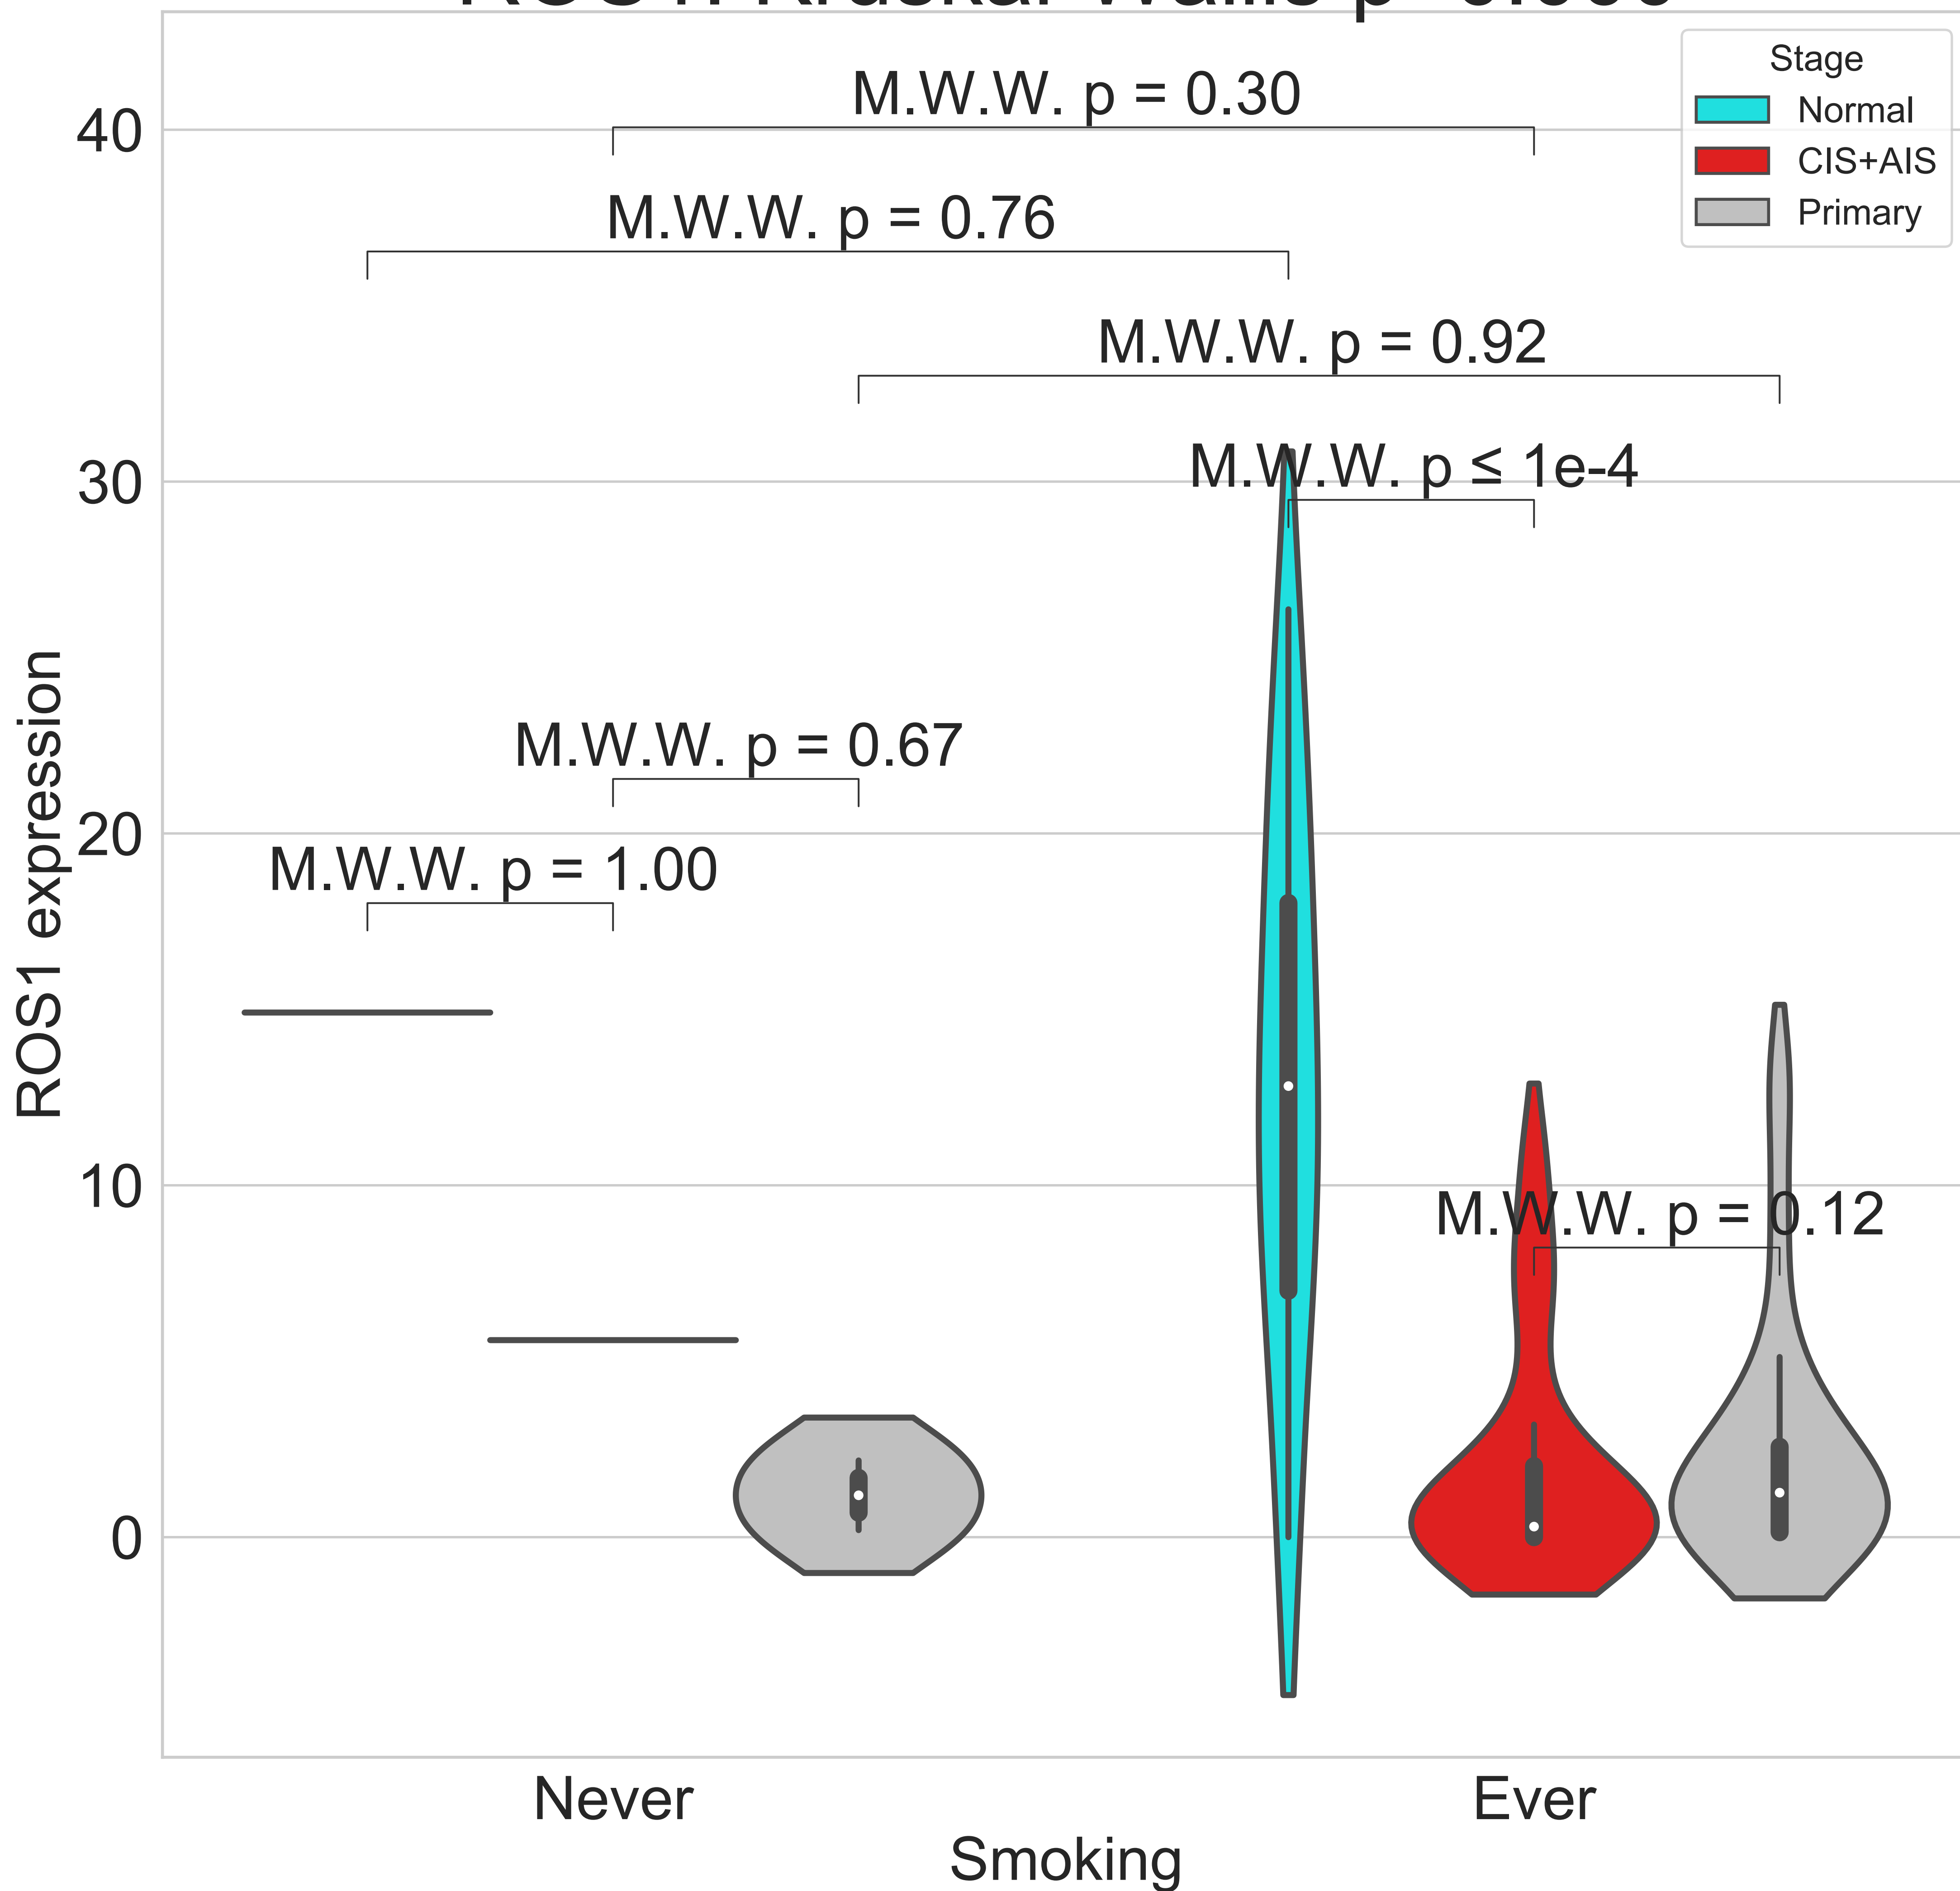 Stage
Normal
CIS+AIS
Primary
M.W.W. p = 0.30
M.W.W. p = 0.76
M.W.W. p = 0.92
M.W.W. p ≤ 1e-4
M.W.W. p = 0.67
M.W.W. p = 1.00
M.W.W. p = 0.12
40
30
20
10
0
ROS1 expression
Never
Ever
Smoking